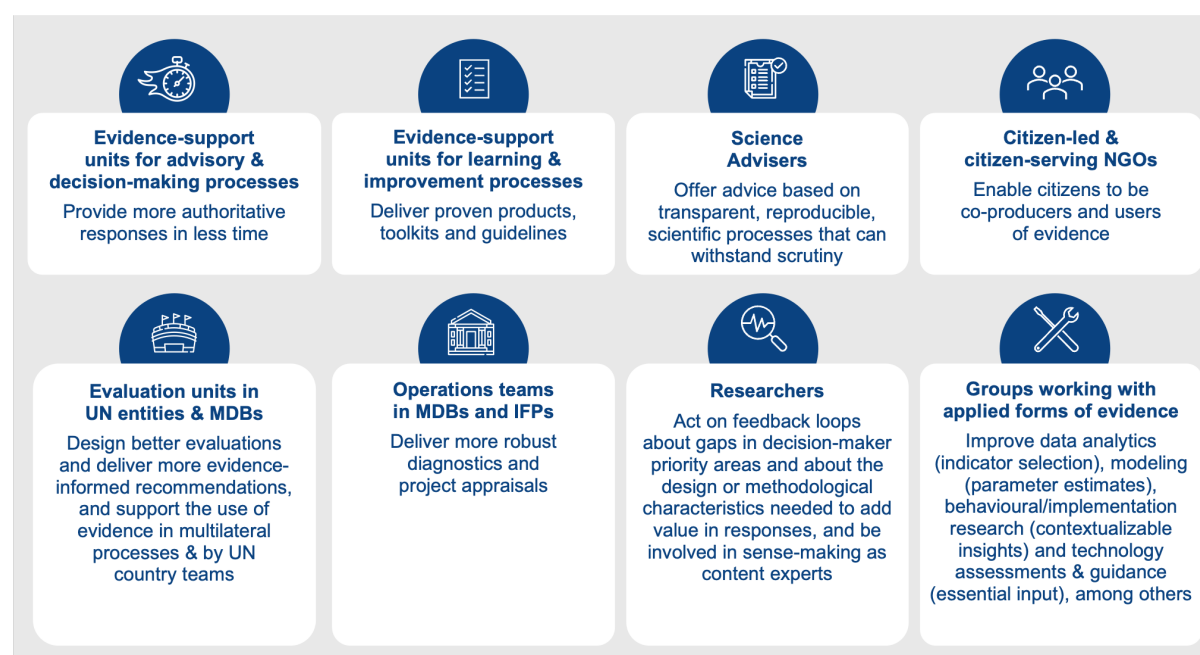 Evidence-support
units for advisory &
decision-making processes
Provide more authoritative
responses in less time
Evidence-support
units for learning &
improvement processes
Deliver proven products,
toolkits and guidelines
Science
Advisers
Offer advice based on
transparent, reproducible,
scientific processes that can
withstand scrutiny
Citizen-led &
citizen-serving NGOs
Enable citizens to be
co-producers and users
of evidence
Evaluation units in
UN entities & MDBs
Design better evaluations
and deliver more evidence-
informed recommendations,
and support the use of
evidence in multilateral
processes & by UN
country teams
Operations teams
in MDBs and IFPs
Deliver more robust
diagnostics and
project appraisals
Researchers
Act on feedback loops
about gaps in decision-maker
priority areas and about the
design or methodological
characteristics needed to add
value in responses, and be
involved in sense-making as
content experts
Groups working with
applied forms of evidence
Improve data analytics
(indicator selection), modeling
(parameter estimates),
behavioural/implementation
research (contextualizable
insights) and technology
assessments & guidance
(essential input), among others